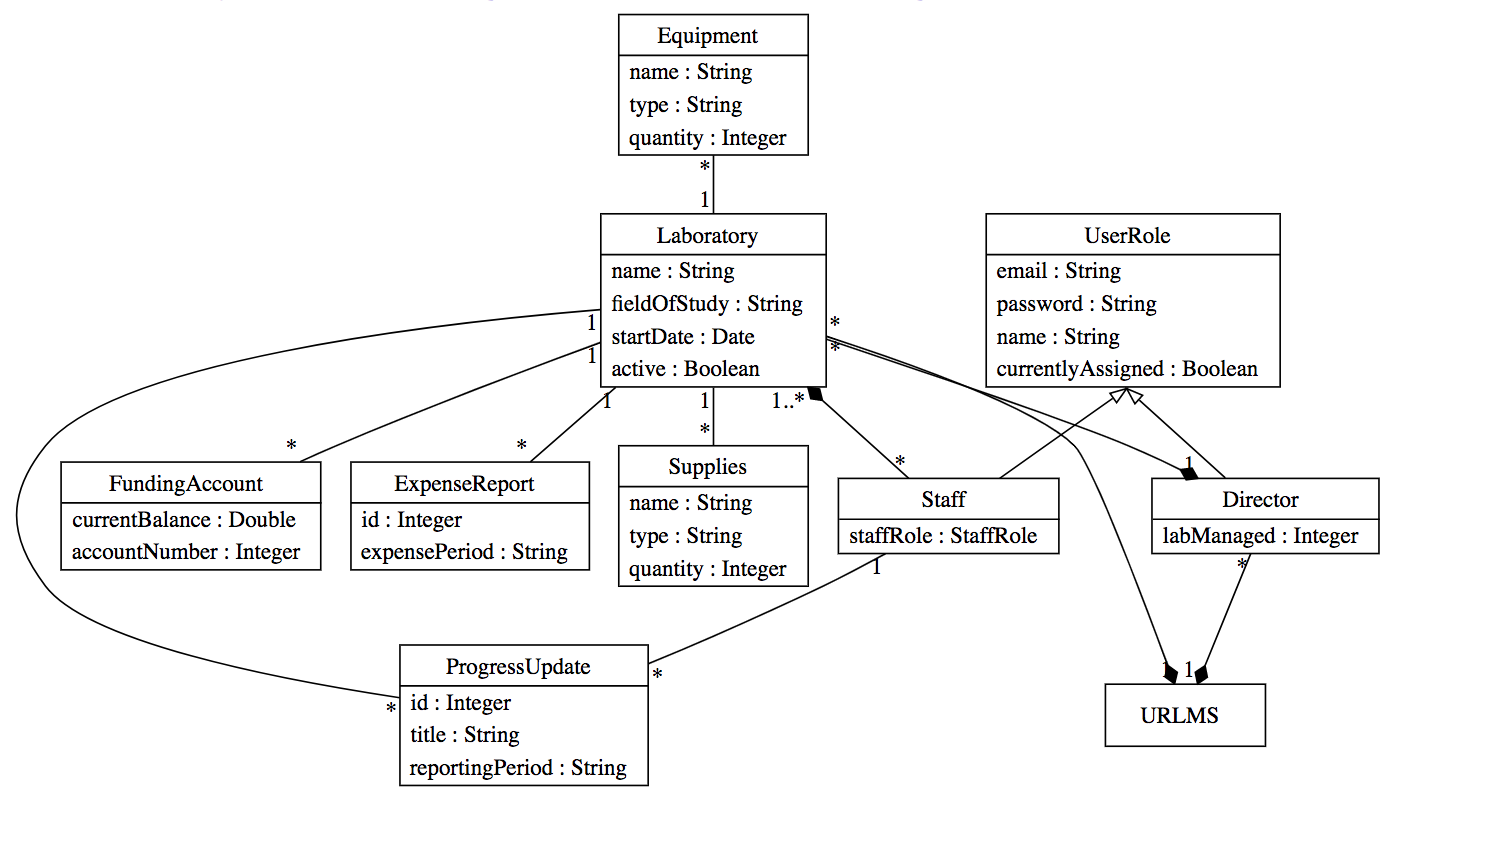 Equipment
name : String
type : String
quantity : Integer
*
1
Laboratory
name : String
fieldOfStudy : String
startDate : Date
active : Boolean
UserRole
email : String
password : String
name : String
currentlyAssigned : Boolean
1
1
*
*
1
1
1..*
*
*
*
*
1
FundingAccount
currentBalance : Double
accountNumber : Integer
ExpenseReport
id : Integer
expensePeriod : String
Supplies
name : String
type : String
quantity : Integer
Staff
staffRole : StaffRole
Director
labManaged : Integer
1
*
*
*
1
1
ProgressUpdate
id : Integer
title : String
reportingPeriod : String
URLMS